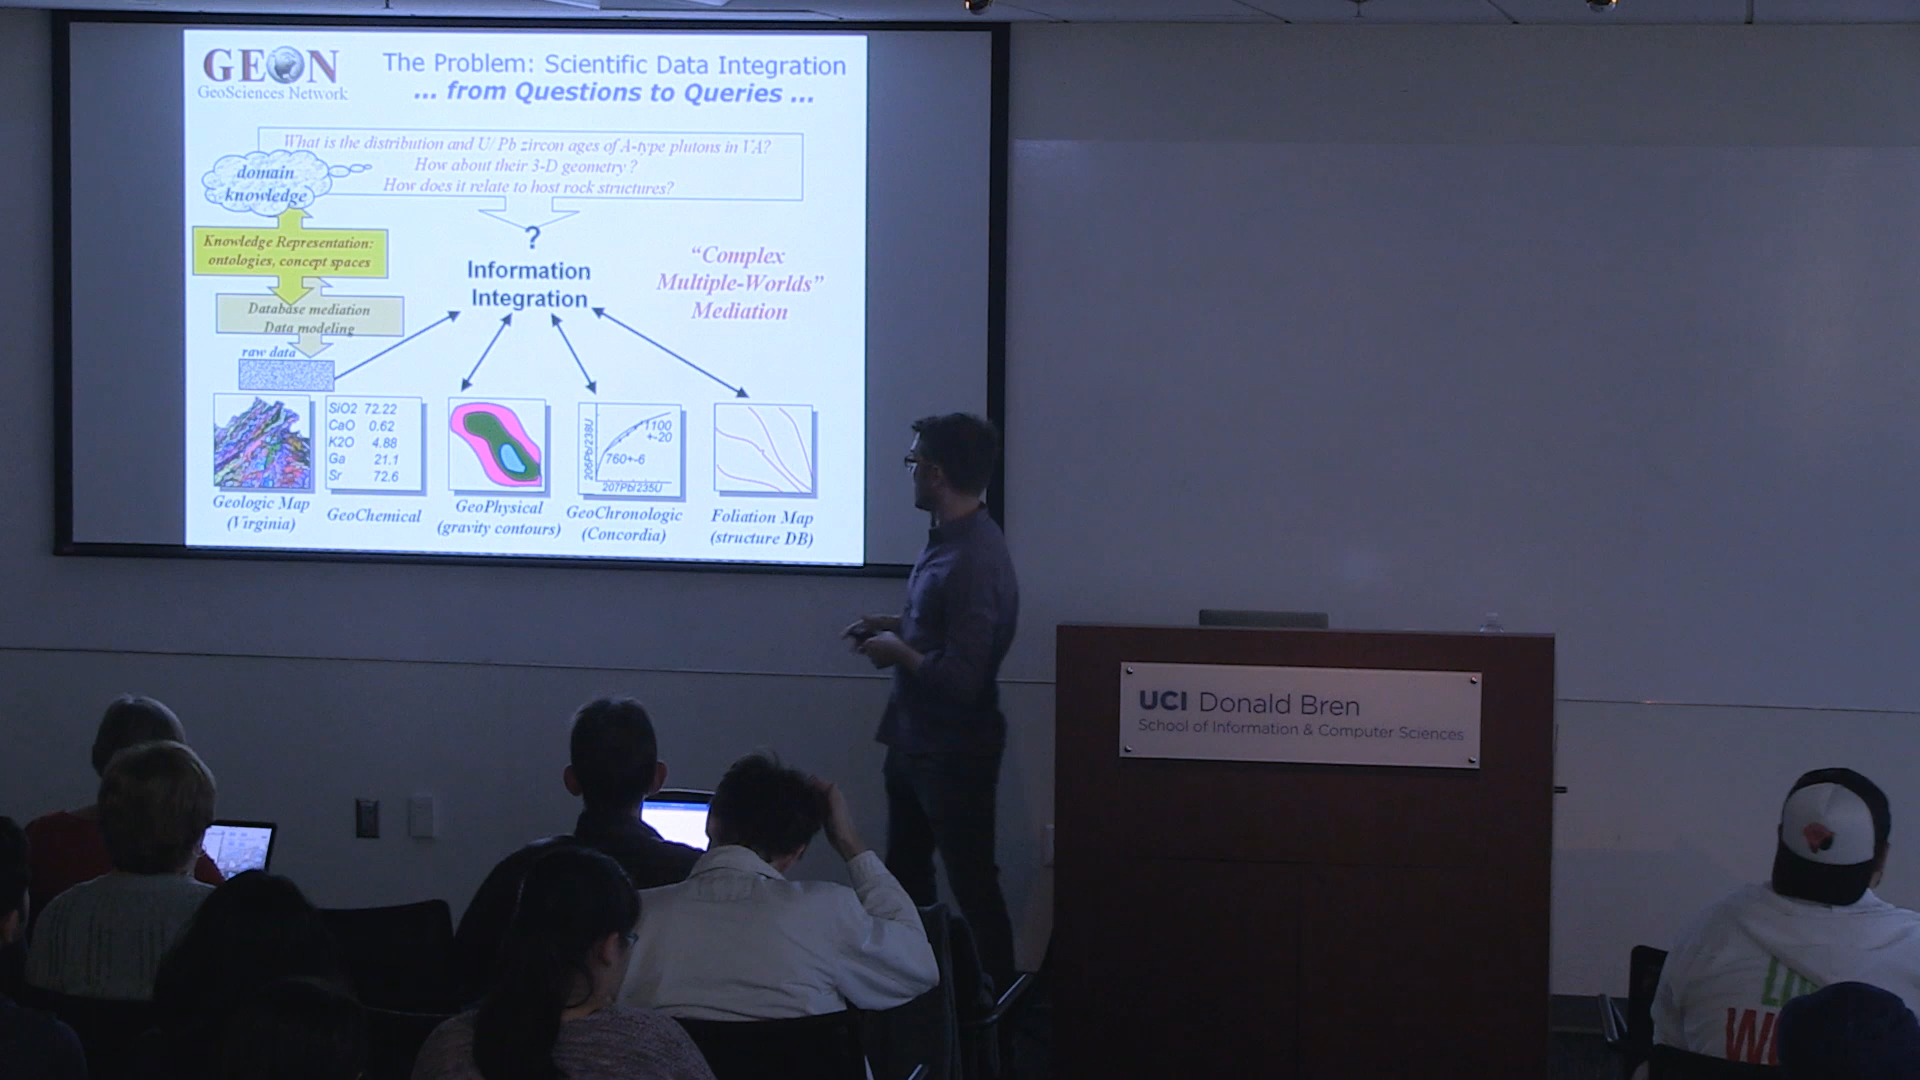 GEON
GeoSciences Network
The Problem: Scientific Data Integration
... from Questions to Queries ...
What is the distribution and U/ Pb zircon ages of A-type plutons in VA?
How about their 3-D geometry ?
How does it relate to host rock structures?
domain
knowledge
Knowledge Representation:
ontologies, concept spaces
Database mediation
Data modeling
raw data
?
Information
Integration
“Complex
Multiple-Worlds”
Mediation
SiO2 72.22
CaO 0.62
K2O 4.88
Ga 21.1
Sr 72.6
206Pb/238U
1100
+-20
760+-6
207Pb/235U
Geologic Map
(Virginia)
GeoChemical
GeoPhysical
(gravity contours)
GeoChronologic
(Concordia)
Foliation Map
(structure DB)
UCI Donald Bren
School of Information & Computer Sciences